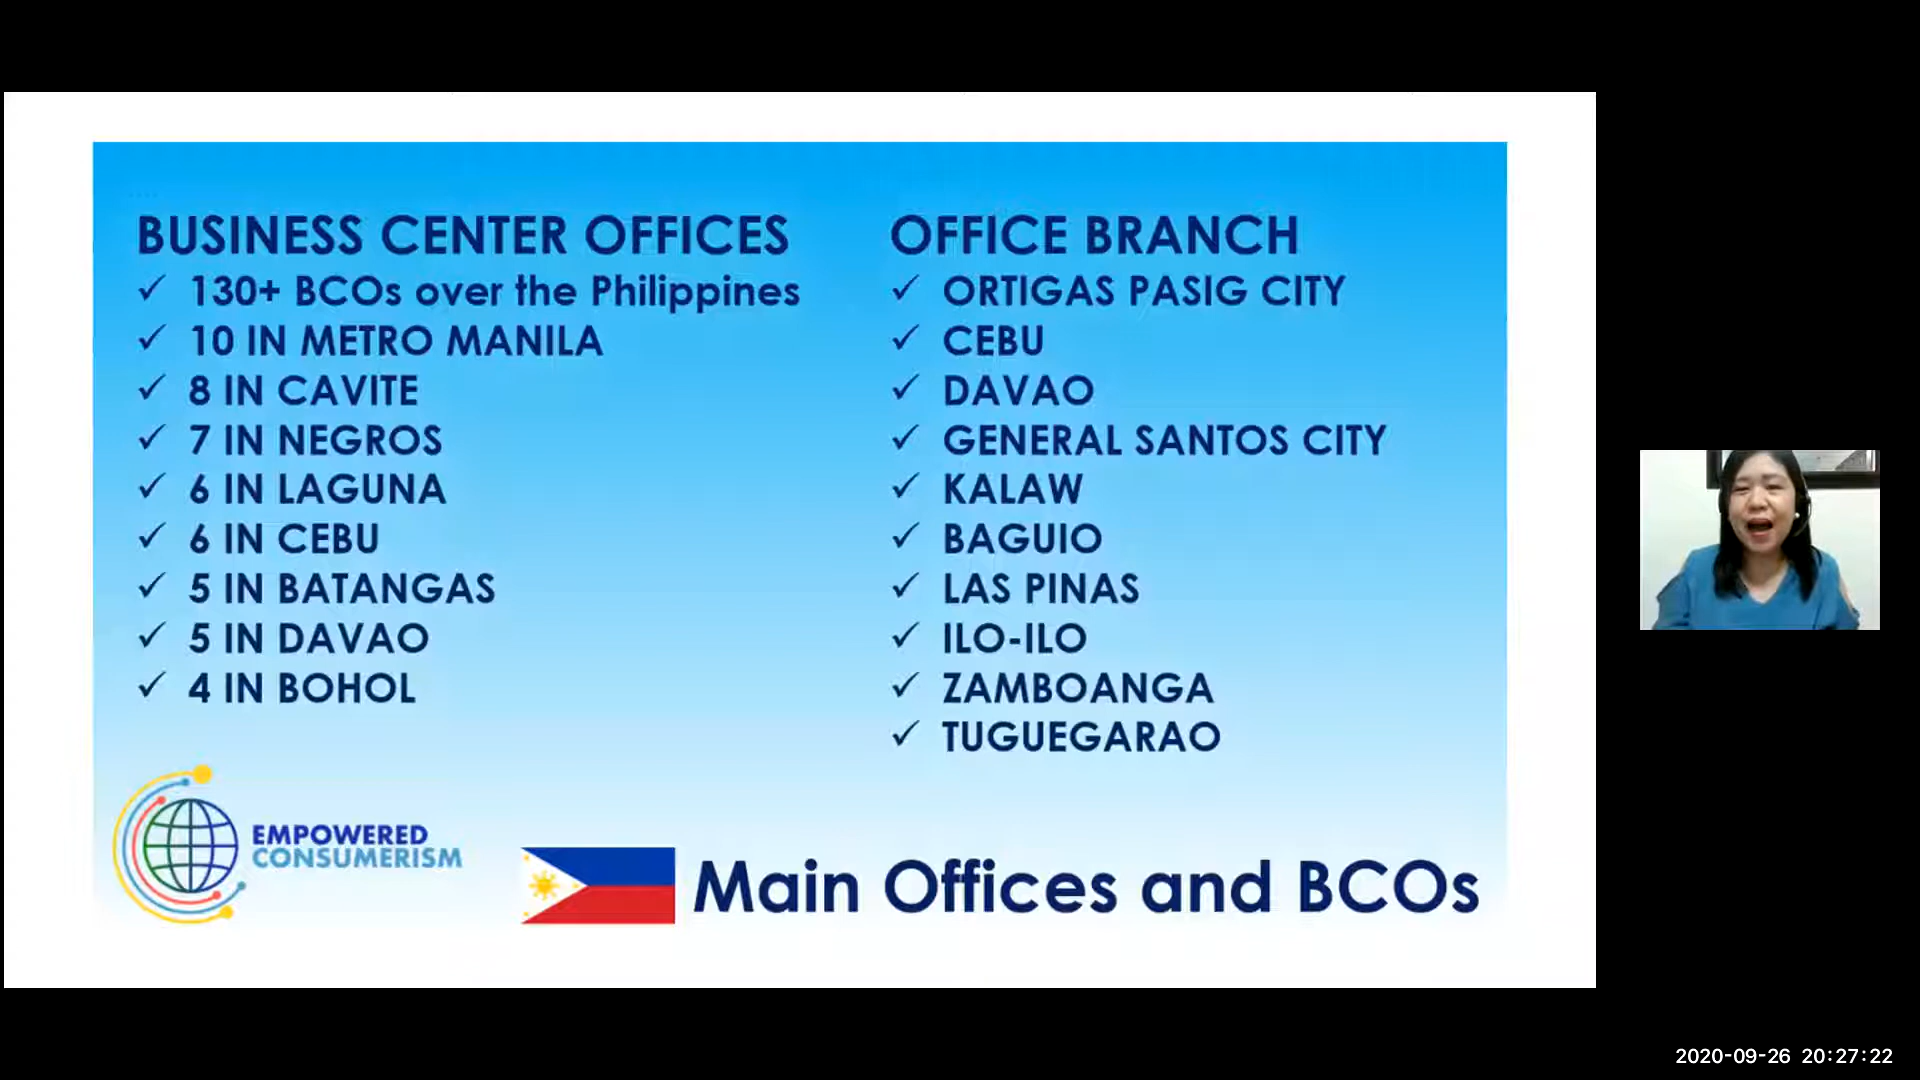 BUSINESS CENTER OFFICES
✓ 130+ BCOs over the Philippines
✓ 10 IN METRO MANILA
✓ 8 IN CAVITE
✓ 7 IN NEGROS
✓ 6 IN LAGUNA
✓ 6 IN CEBU
✓ 5 IN BATANGAS
✓ 5 IN DAVAO
✓ 4 IN BOHOL
OFFICE BRANCH
✓ ORTIGAS PASIG CITY
✓ CEBU
✓ DAVAO
✓ GENERAL SANTOS CITY
✓ KALAW
✓ BAGUIO
✓ LAS PINAS
✓ ILO-ILO
✓ ZAMBOANGA
✓ TUGUEGARAO
EMPOWERED
CONSUMERISM
Main Offices and BCOs
2020-09-26 20:27:22